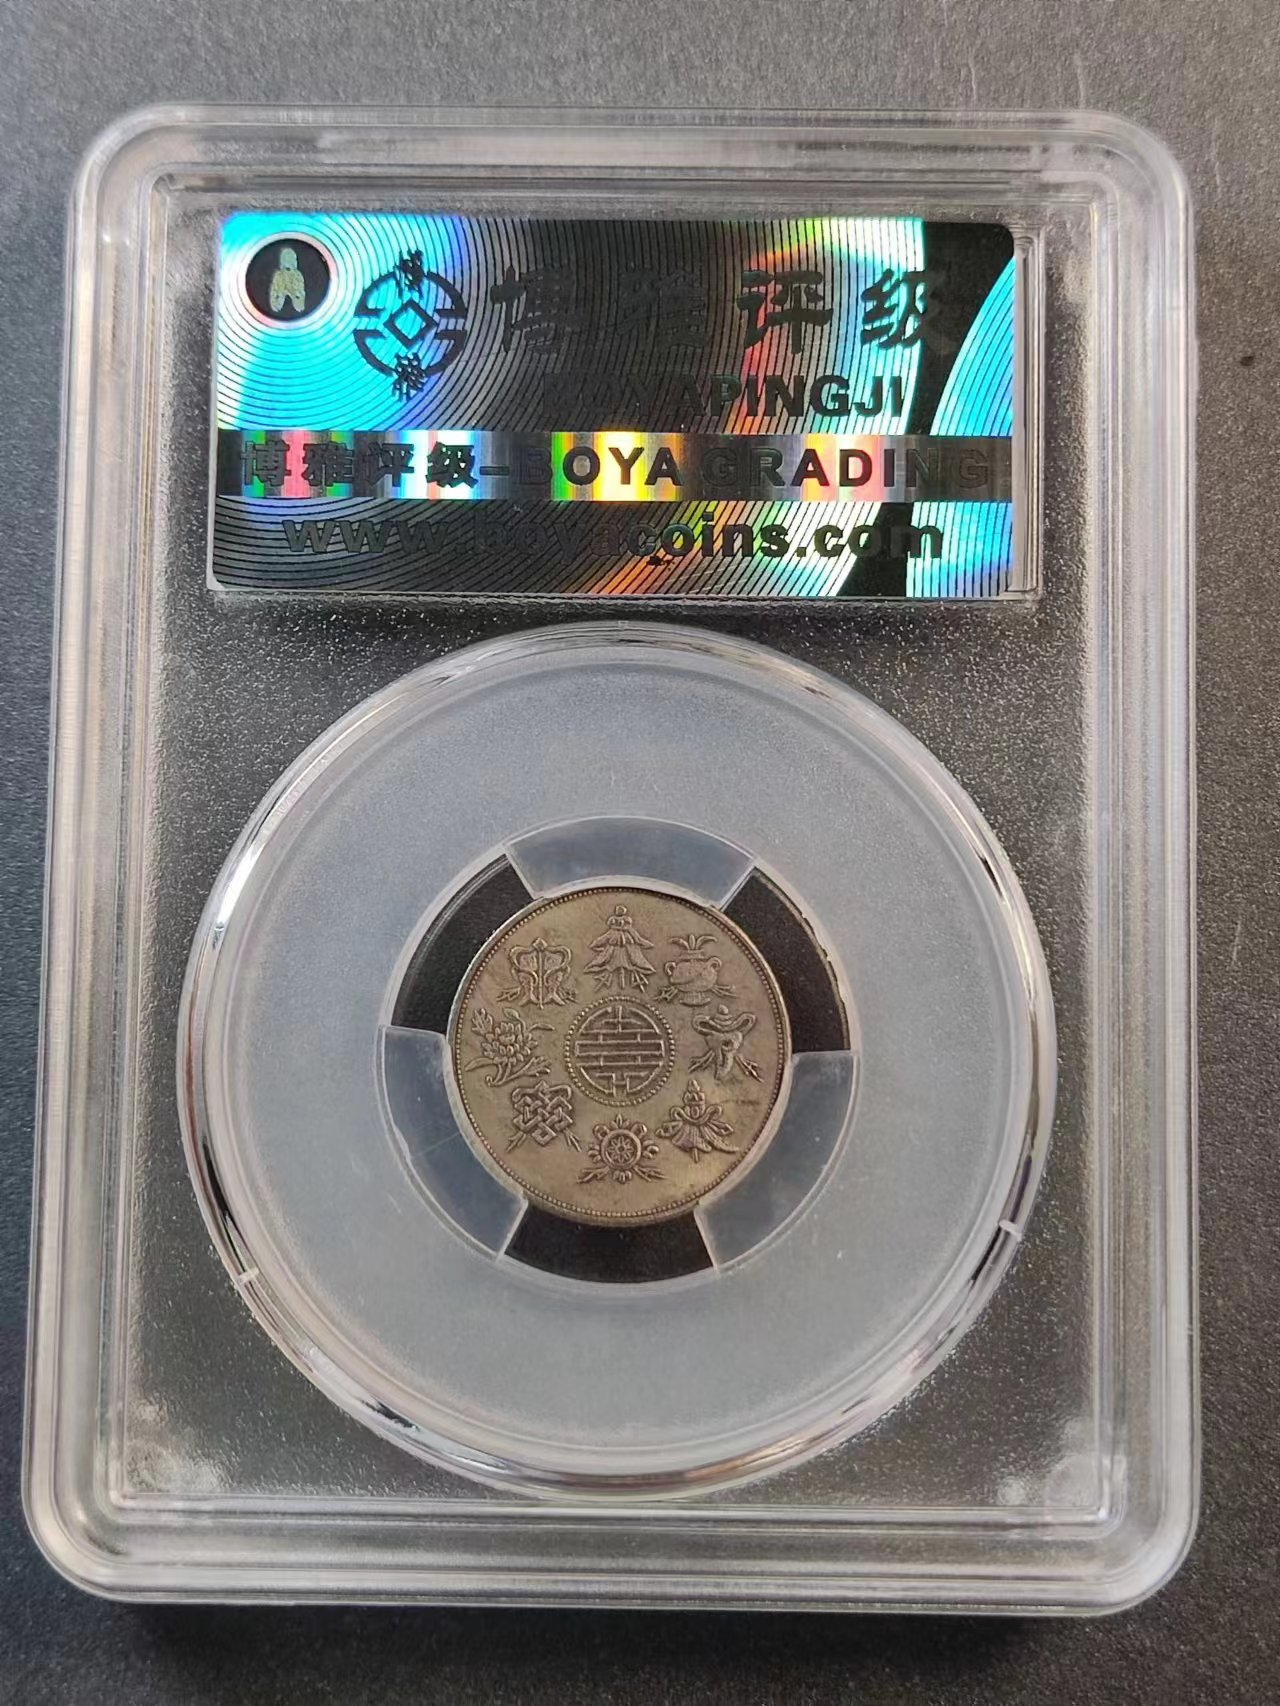 博雅评级
BOYAPINGJI
博雅评级-BOYA GRADING
www.boyacoins.com